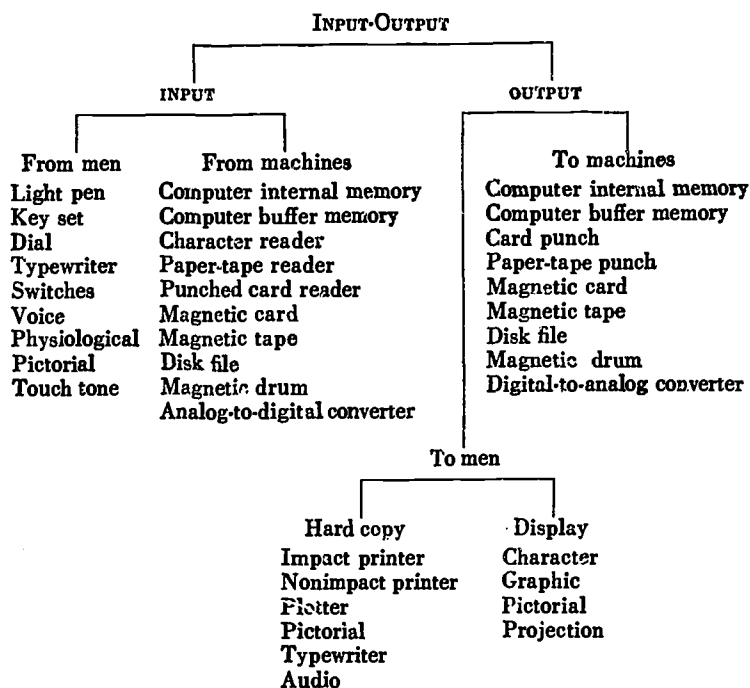 INPUT-OUTPUT
INPUT
OUTPUT
From men
Light pen
Key set
Dial
Typewriter
Switches
Voice
Physiological
Pictorial
Touch tone
From machines
Computer internal memory
Computer buffer memory
Character reader
Paper-tape reader
Punched card reader
Magnetic card
Magnetic tape
Disk file
Magnetic drum
Analog-to-digital converter
To machines
Computer internal memory
Computer buffer memory
Card punch
Paper-tape punch
Magnetic card
Magnetic tape
Disk file
Magnetic drum
Digital-to-analog converter
To men
Hard copy
Impact printer
Nonimpact printer
Plotter
Pictorial
Typewriter
Audio
Display
Character
Graphic
Pictorial
Projection